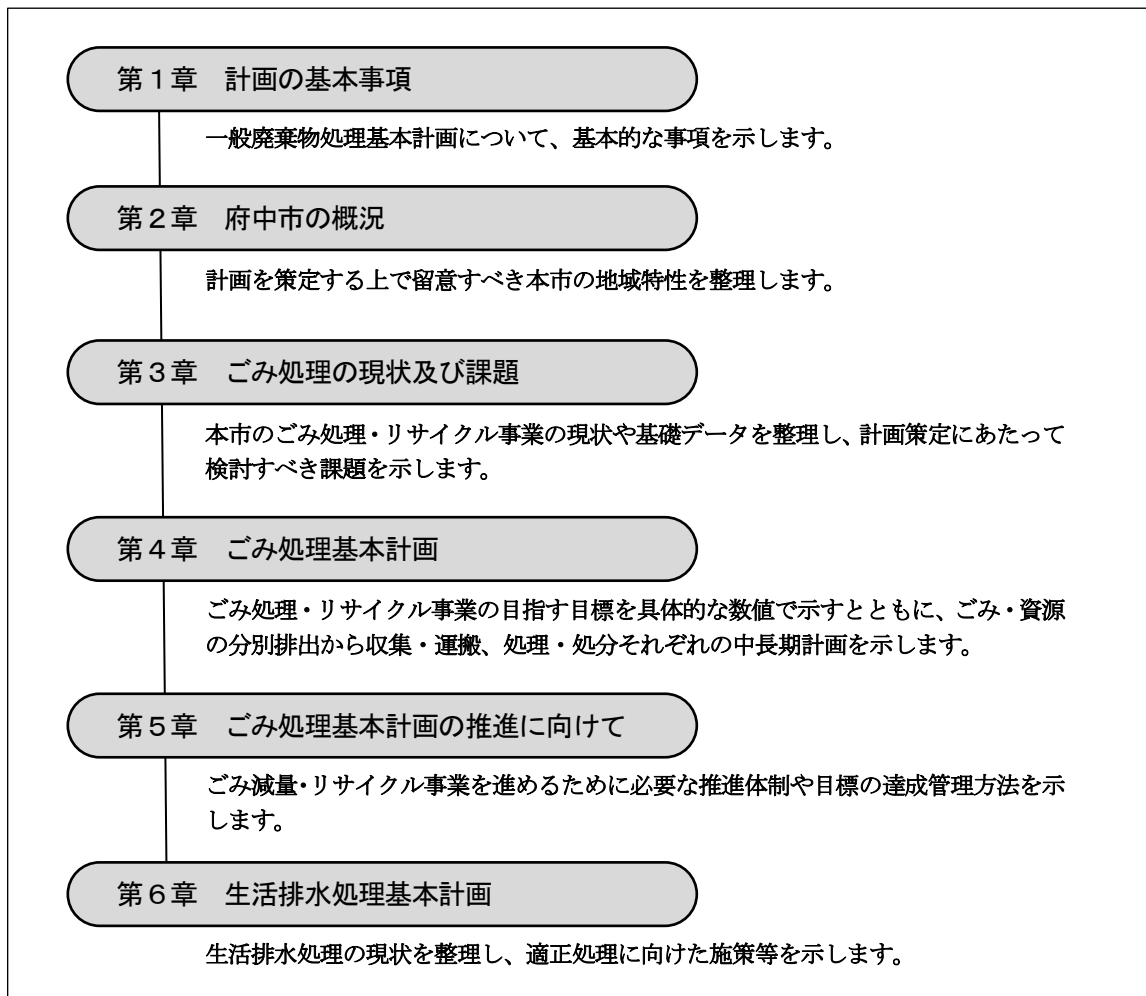 第１章　計画の基本事項
一般廃棄物処理基本計画について、基本的な事項を示します。
第２章　府中市の概況
計画を策定する上で留意すべき本市の地域特性を整理します。
第３章　ごみ処理の現状及び課題
本市のごみ処理・リサイクル事業の現状や基礎データを整理し、計画策定にあたって
検討すべき課題を示します。
第４章　ごみ処理基本計画
ごみ処理・リサイクル事業の目指す目標を具体的な数値で示すとともに、ごみ・資源
の分別排出から収集・運搬、処理・処分それぞれの中長期計画を示します。
第５章　ごみ処理基本計画の推進に向けて
ごみ減量・リサイクル事業を進めるために必要な推進体制や目標の達成管理方法を示
します。
第６章　生活排水処理基本計画
生活排水処理の現状を整理し、適正処理に向けた施策等を示します。